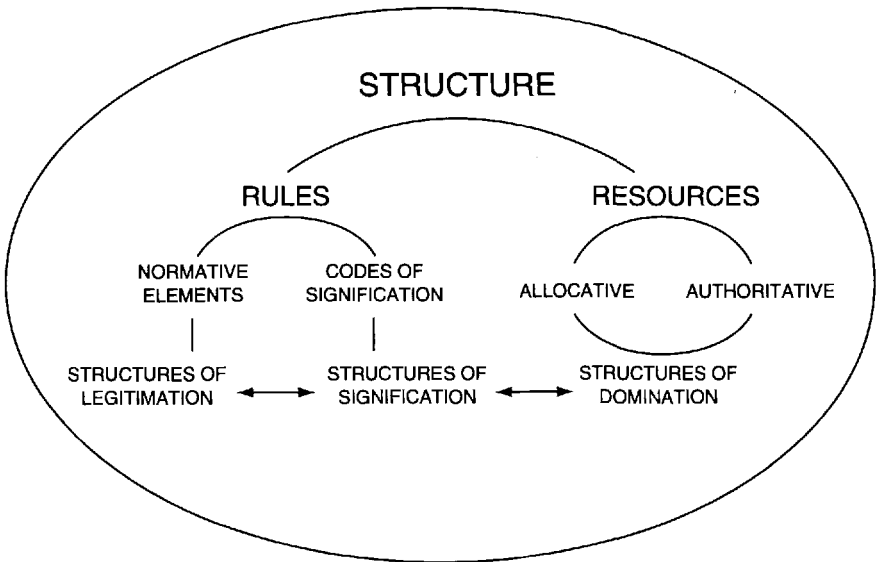 STRUCTURE
RULES
RESOURCES
NORMATIVE
ELEMENTS
CODES OF
SIGNIFICATION
ALLOCATIVE
AUTHORITATIVE
STRUCTURES OF
LEGITIMATION
STRUCTURES OF
SIGNIFICATION
STRUCTURES OF
DOMINATION